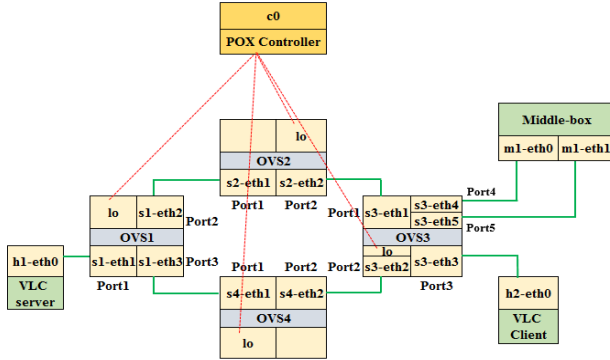 c0
POX Controller
Middle-box
m1-eth0 m1-eth1
lo
OVS2
s2-eth1 s2-eth2
Port1 Port2
Port4
Port5
lo s1-eth2
OVS1
s1-eth1 s1-eth3
Port2
Port3
Port1
h1-eth0
VLC
server
Port1
s3-eth1 s3-eth4
s3-eth5
OVS3
lo
s3-eth2 s3-eth3
Port2
Port3
Port1 Port2
s4-eth1 s4-eth2
OVS4
lo
h2-eth0
VLC
Client